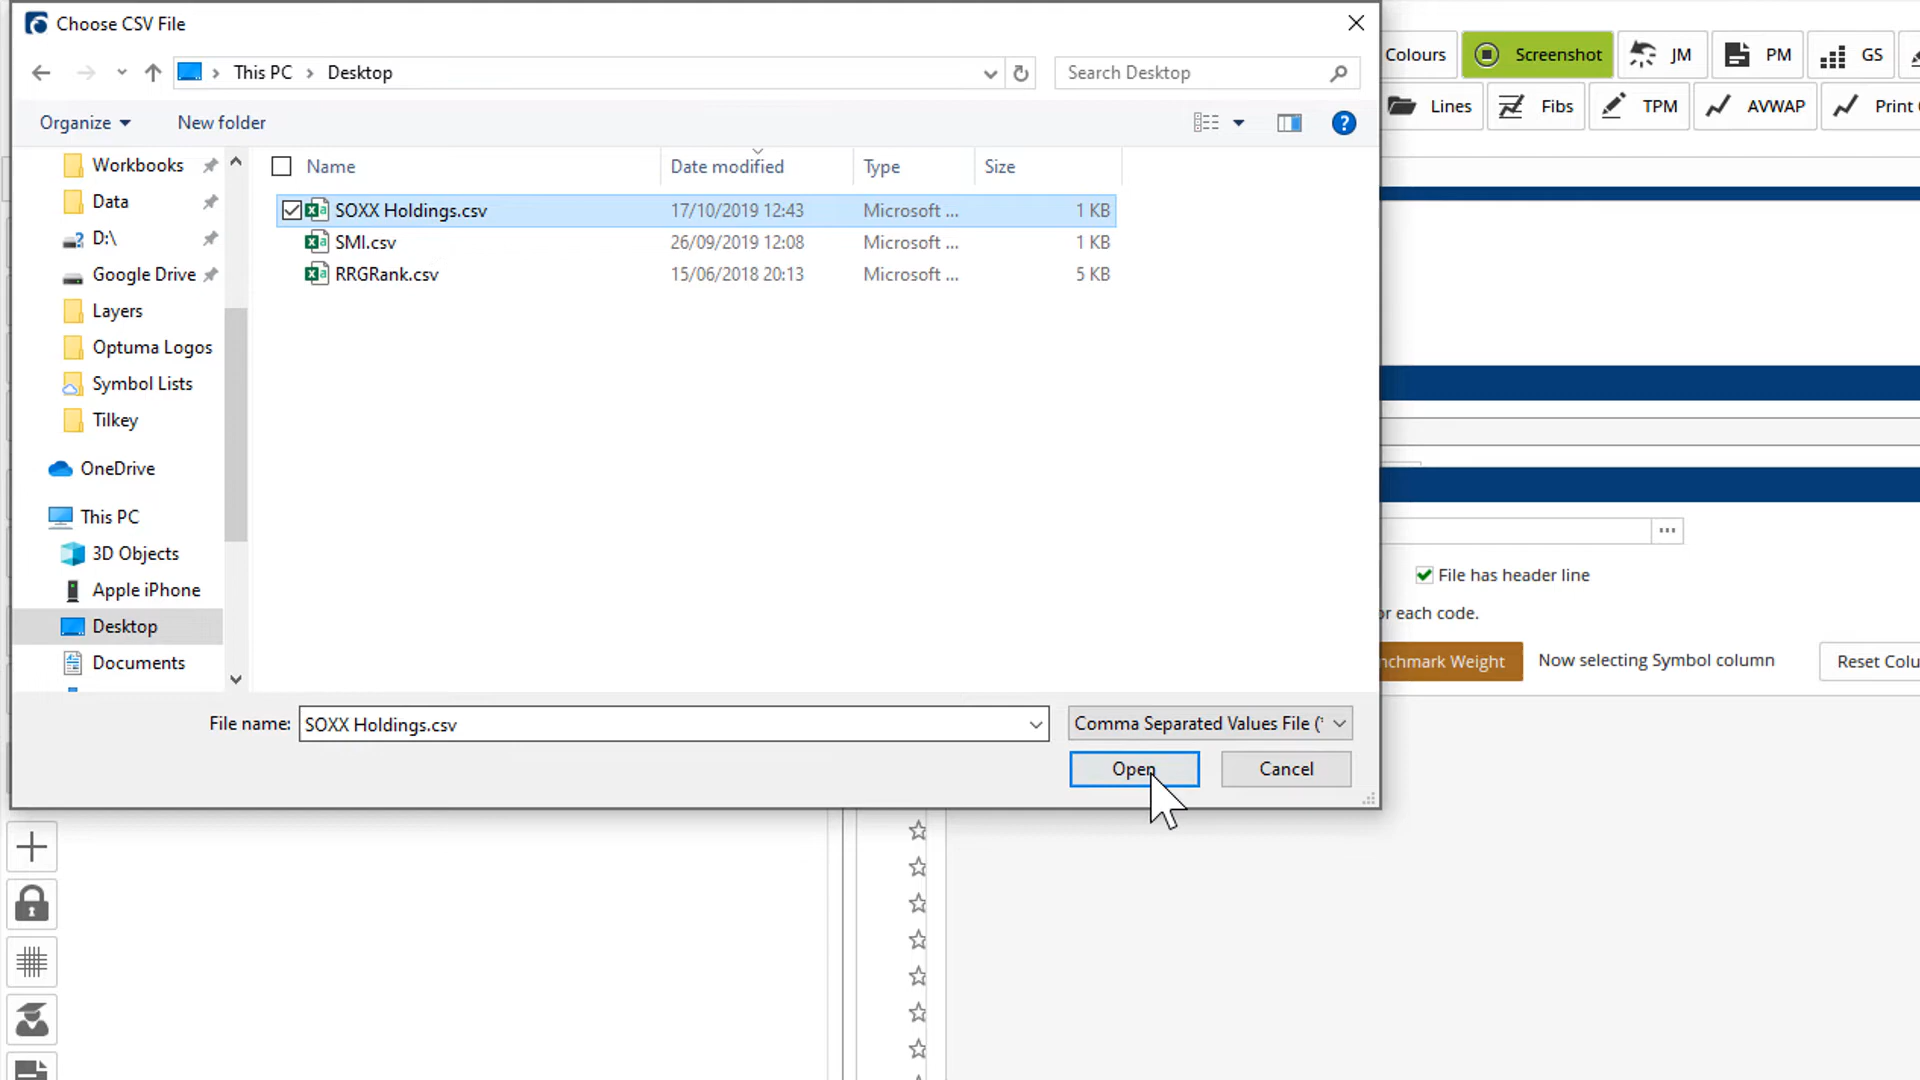 Choose CSV File
Colours
Screenshot
JM
PM
GS
This PC
Desktop
Search Desktop
Lines
Fibs
TPM
AVWAP
Print
Organize
New folder
Name
Date modified
Type
Size
Workbooks
SOXX Holdings.csv
17/10/2019 12:43
Microsoft ...
1 KB
SMI.csv
26/09/2019 12:08
Microsoft ...
1 KB
RRGRank.csv
15/06/2018 20:13
Microsoft ...
5 KB
Data
D:\
Google Drive
Layers
Optuma Logos
Symbol Lists
Tilkey
OneDrive
This PC
3D Objects
Apple iPhone
Desktop
Documents
...
File has header line
or each code.
nchmark Weight
Now selecting Symbol column
Reset Colu
File name:
SOXX Holdings.csv
Comma Separated Values File (*
Open
Cancel